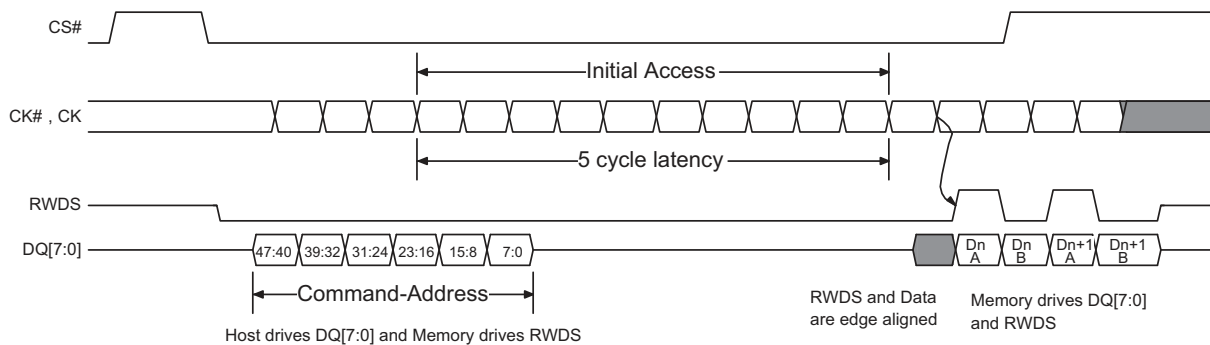 CS#
Initial Access
CK# , CK
5 cycle latency
RWDS
DQ[7:0]
47:40 39:32 31:24 23:16 15:8 7:0
Dn A
Dn B
Dn+1 A
Dn+1 B
Command-Address
Host drives DQ[7:0] and Memory drives RWDS
RWDS and Data
are edge aligned
Memory drives DQ[7:0]
and RWDS